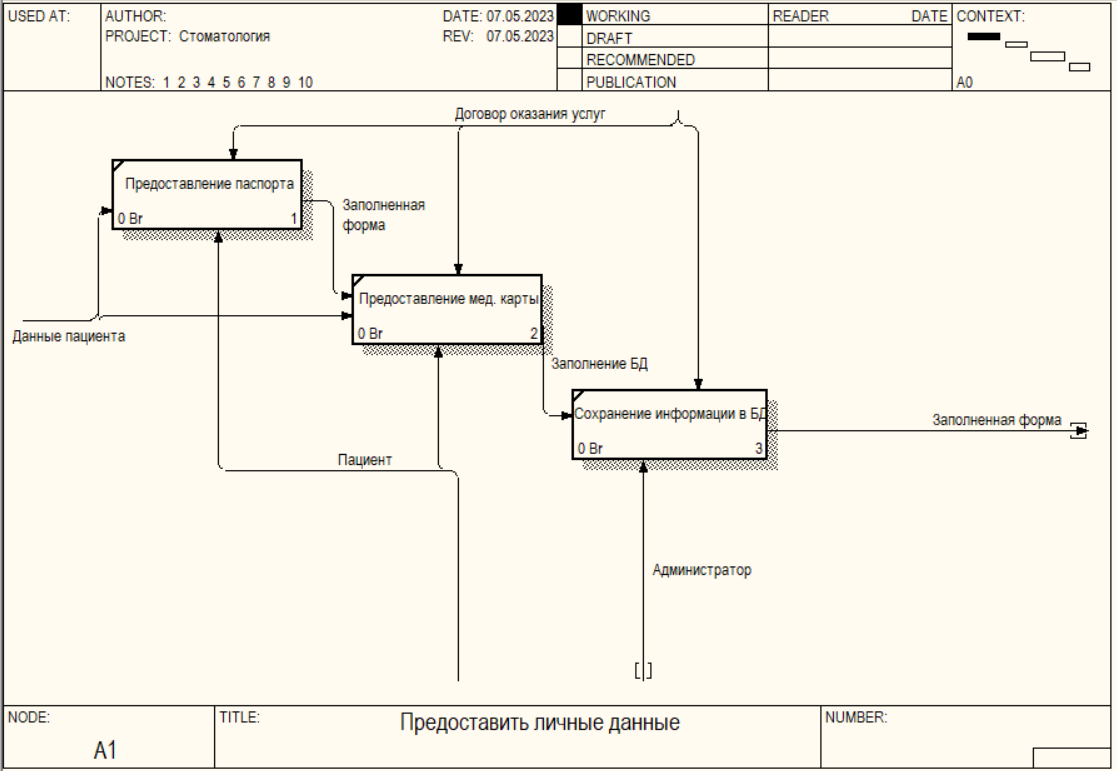 USED AT:
AUTHOR:
DATE: 07.05.2023
WORKING
READER
DATE
CONTEXT:
PROJECT: Стоматология
REV: 07.05.2023
DRAFT
RECOMMENDED
NOTES: 1 2 3 4 5 6 7 8 9 10
PUBLICATION
A0
Договор оказания услуг
Предоставление паспорта
0 Br
1
Заполненная
форма
Предоставление мед. карты
0 Br
2
Данные пациента
Заполнение БД
Сохранение информации в БД
0 Br
3
Заполненная форма
Пациент
Администратор
NODE:
TITLE:
Предоставить личные данные
NUMBER:
A1